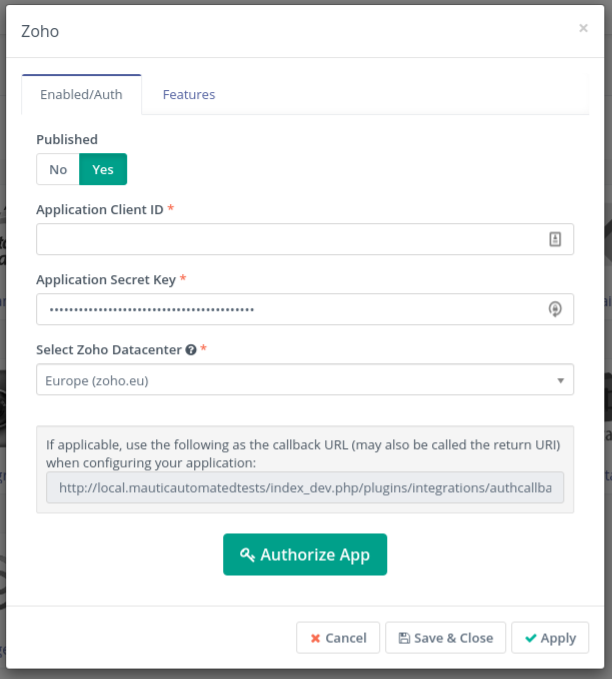 Zoho
×
Enabled/Auth Features
Published
No Yes
Application Client ID *
Application Secret Key *
••••••••••••••••••••••••••••••••••••••••••
Select Zoho Datacenter ? *
Europe (zoho.eu)
If applicable, use the following as the callback URL (may also be called the return URI)
when configuring your application:
http://local.mauticautomatedtests/index_dev.php/plugins/integrations/authcallba
Authorize App
Cancel Save & Close Apply